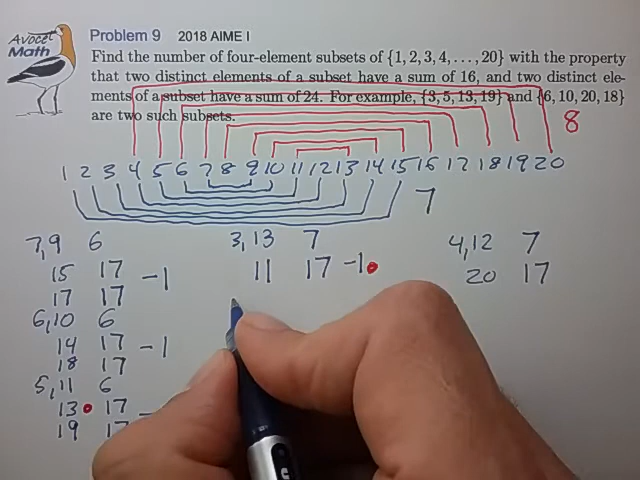 Avocet
Math
Problem 9 2018 AIME I
Find the number of four-element subsets of {1, 2, 3, 4, . . . , 20} with the property
that two distinct elements of a subset have a sum of 16, and two distinct ele-
ments of a subset have a sum of 24. For example, {3, 5, 13, 19} and {6, 10, 20, 18}
are two such subsets.
8
1 2 3 4 5 6 7 8 9 10 11 12 13 14 15 16 17 18 19 20
7
7,9 6
15 17 -1
17 17
6,10 6
14 17 -1
18 17
5,11 6
13 17
19
3,13 7
11 17 -1
4,12 7
20 17